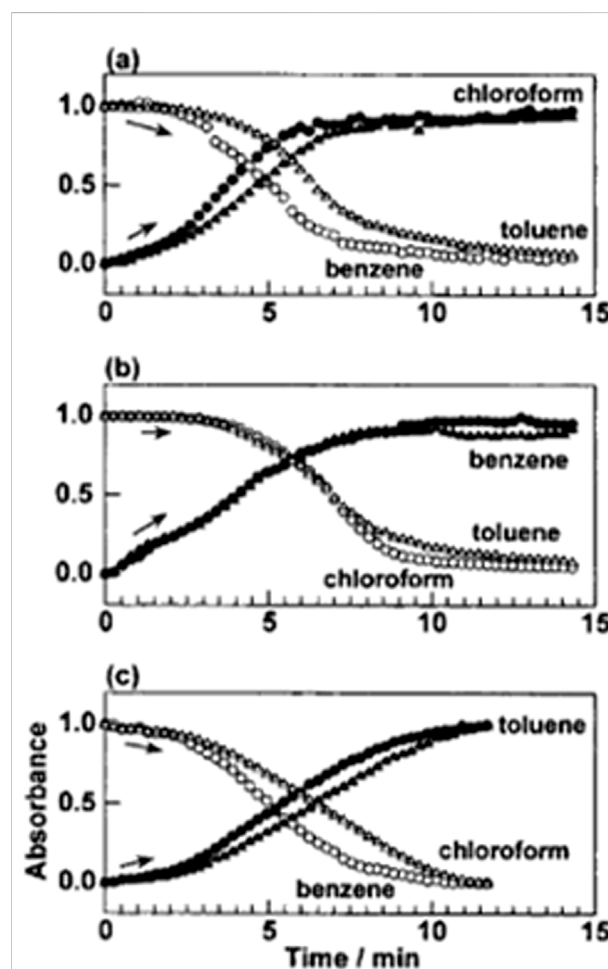 (a)
chloroform
1.0
0.5
toluene
0.0
benzene
0 5 10 15
(b)
1.0
benzene
0.5
toluene
0.0
chloroform
0 5 10 15
(c)
1.0
toluene
0.5
chloroform
0.0
benzene
0 5 10 15
Absorbance
Time / min